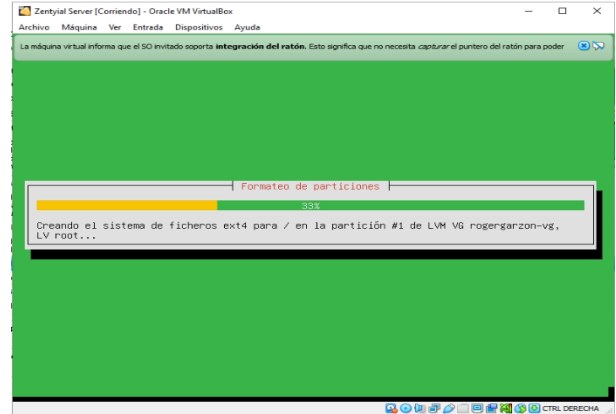 Zentyial Server [Corriendo] - Oracle VM VirtualBox
Archivo Máquina Ver Entrada Dispositivos Ayuda
La máquina virtual informa que el SO invitado soporta integración del ratón. Esto significa que no necesita capturar el puntero del ratón para poder
Formateo de particiones
33%
Creando el sistema de ficheros ext4 para / en la partición #1 de LVM VG rogergarzon-vg,
LV root...
CTRL DERECHA